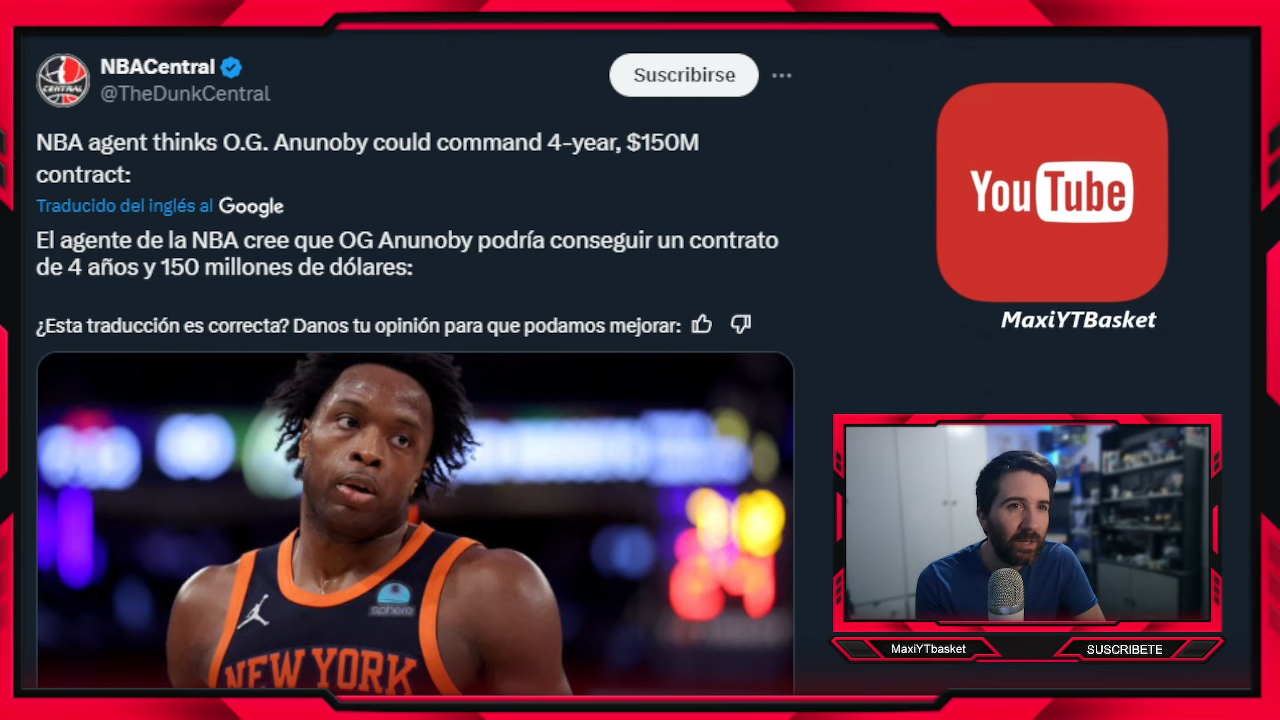 NBACentral
@TheDunkCentral
Suscribirse
NBA agent thinks O.G. Anunoby could command 4-year, $150M
contract:
Traducido del inglés al Google
El agente de la NBA cree que OG Anunoby podría conseguir un contrato
de 4 años y 150 millones de dólares:
¿Esta traducción es correcta? Danos tu opinión para que podamos mejorar:
CENTRAL
sphere
NEW YORK
YouTube
MaxiYTBasket
MaxiYTbasket
SUSCRIBETE